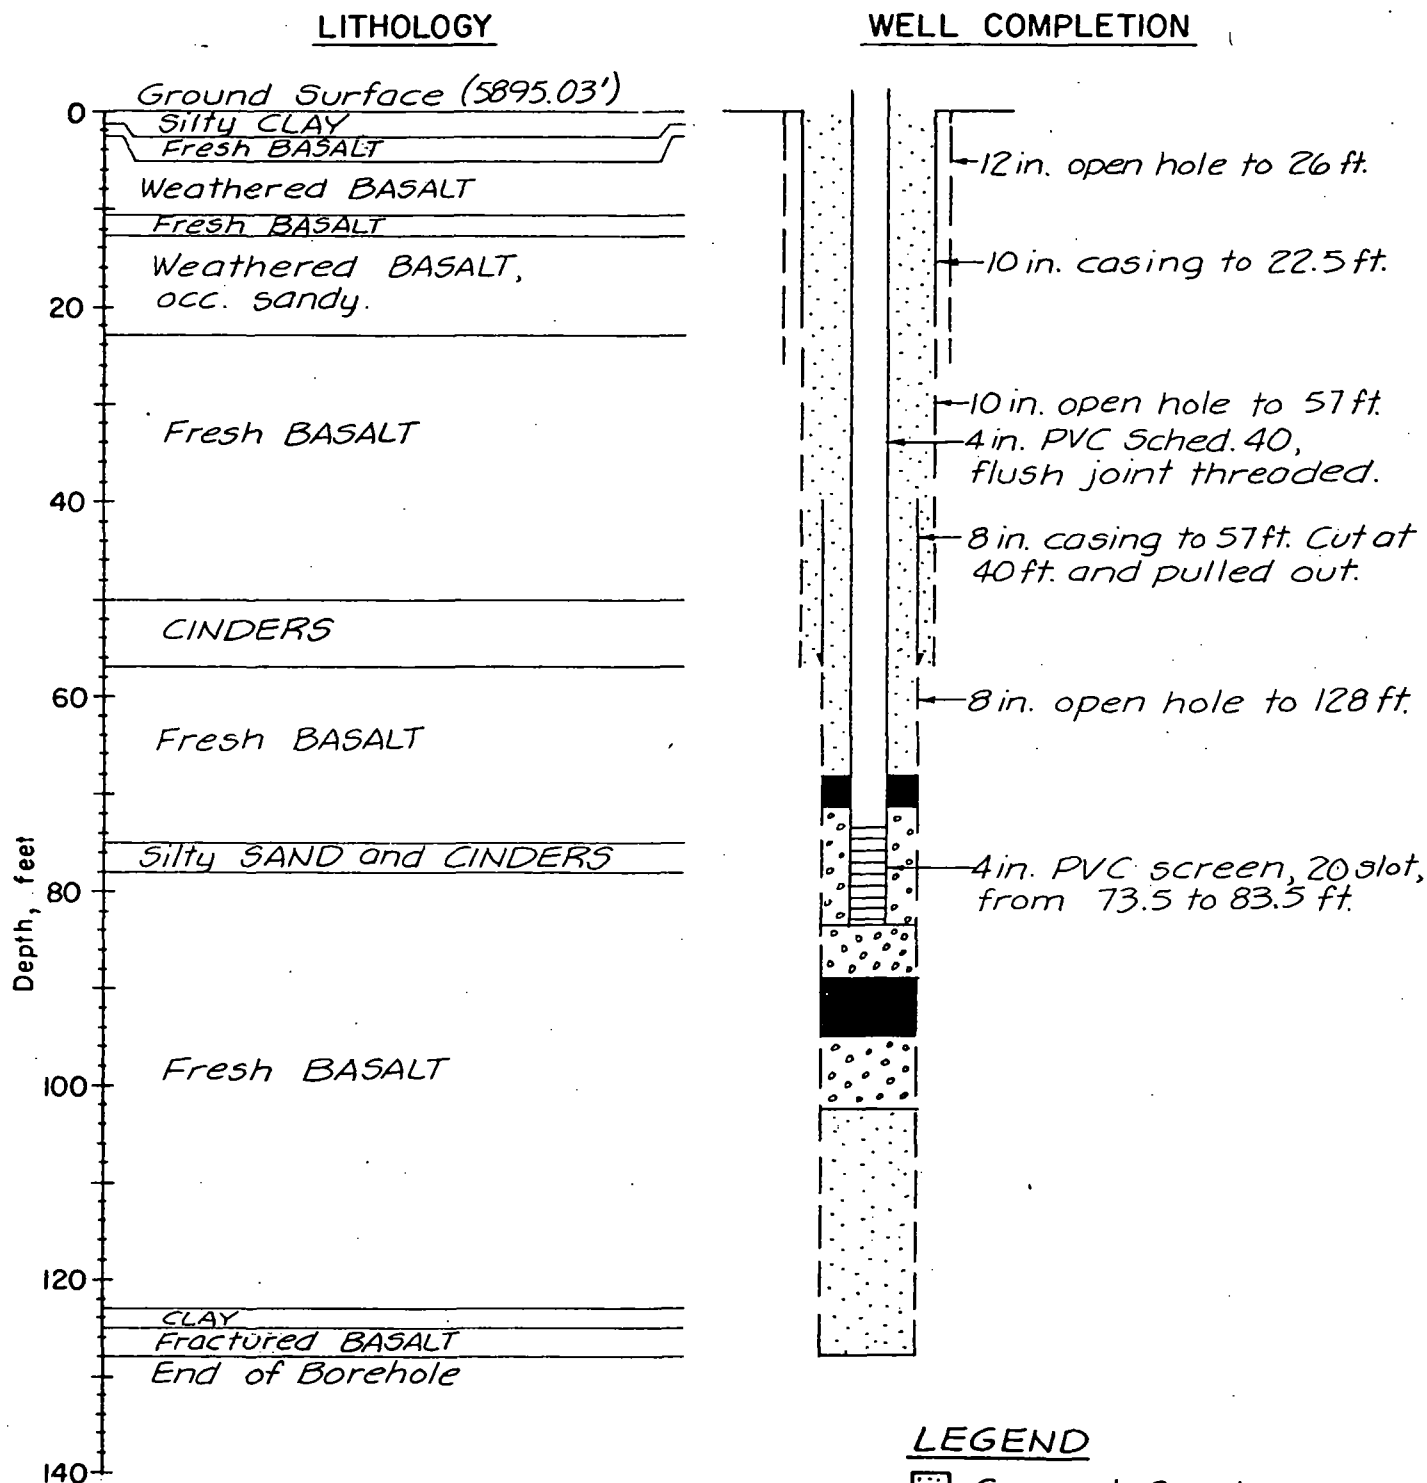 LITHOLOGY
WELL COMPLETION
Ground Surface (5895.03')
0
Silty CLAY
Fresh BASALT
12 in. open hole to 26 ft.
Weathered BASALT
Fresh BASALT
Weathered BASALT,
occ. sandy.
10 in. casing to 22.5 ft.
20
Fresh BASALT
10 in. open hole to 57 ft.
4 in. PVC Sched. 40,
flush joint threaded.
40
8 in. casing to 57 ft. Cut at
40 ft. and pulled out.
CINDERS
60
8 in. open hole to 128 ft.
Fresh BASALT
Depth, feet
Silty SAND and CINDERS
4 in. PVC screen, 20 slot,
from 73.5 to 83.5 ft.
80
Fresh BASALT
100
120
CLAY
Fractured BASALT
End of Borehole
LEGEND
140